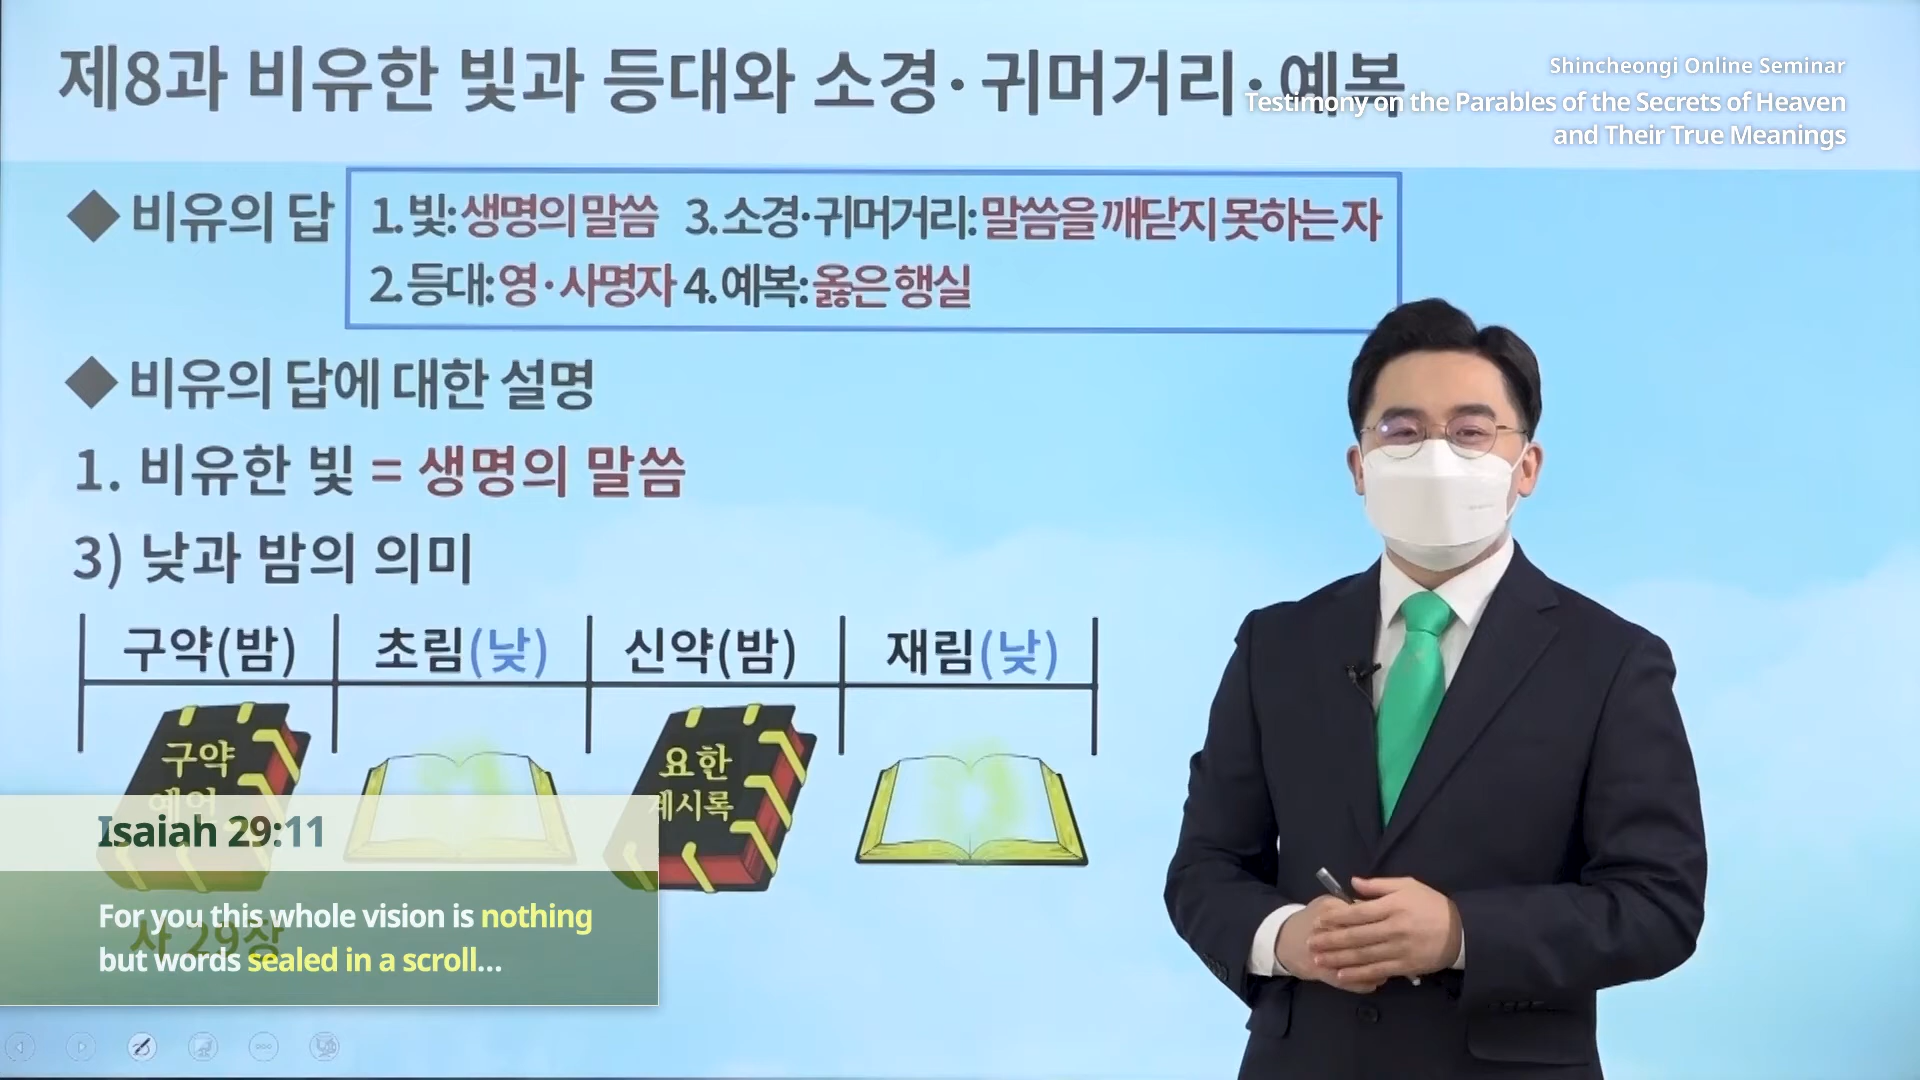 제8과 비유한 빛과 등대와 소경·귀머거리·예복
Shincheongi Online Seminar
Testimony on the Parables of the Secrets of Heaven
and Their True Meanings
◆ 비유의 답
1. 빛: 생명의 말씀 3. 소경·귀머거리: 말씀을 깨닫지 못하는 자
2. 등대: 영·사명자 4. 예복: 옳은 행실
◆ 비유의 답에 대한 설명
1. 비유한 빛 = 생명의 말씀
3) 낮과 밤의 의미
구약(밤) 초림(낮) 신약(밤) 재림(낮)
구약
예언
요한
계시록
사 29장
Isaiah 29:11
For you this whole vision is nothing
but words sealed in a scroll...